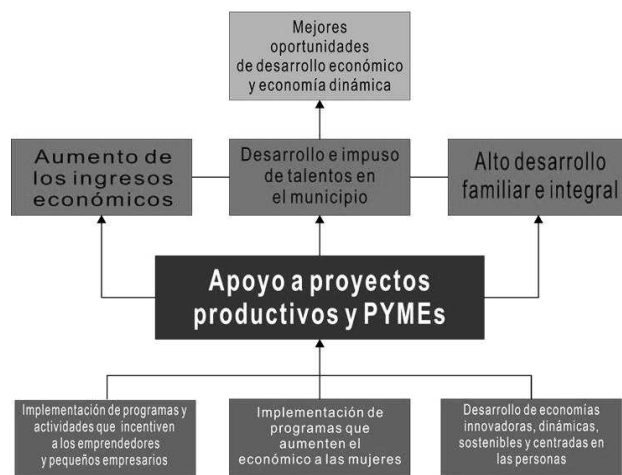 Mejores
oportunidades
de desarrollo económico
y economía dinámica
Aumento de
los ingresos
económicos
Desarrollo e impuso
de talentos en
el municipio
Alto desarrollo
familiar e integral
Apoyo a proyectos
productivos y PYMEs
Implementación de programas y
actividades que incentiven
a los emprendedores
y pequeños empresarios
Implementación de
programas que
aumenten el
económico a las mujeres
Desarrollo de economías
innovadoras, dinámicas,
sostenibles y centradas en
las personas